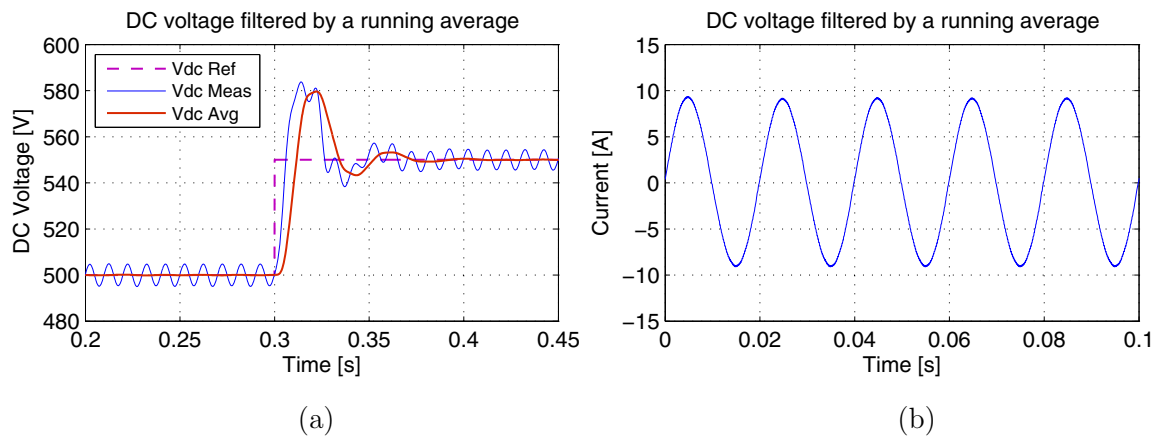 DC voltage filtered by a running average
600
580
560
540
520
500
480
DC Voltage [V]
Vdc Ref
Vdc Meas
Vdc Avg
0.2
0.25
0.3
0.35
0.4
0.45
Time [s]
(a)
DC voltage filtered by a running average
15
10
5
0
−5
−10
−15
Current [A]
0
0.02
0.04
0.06
0.08
0.1
Time [s]
(b)